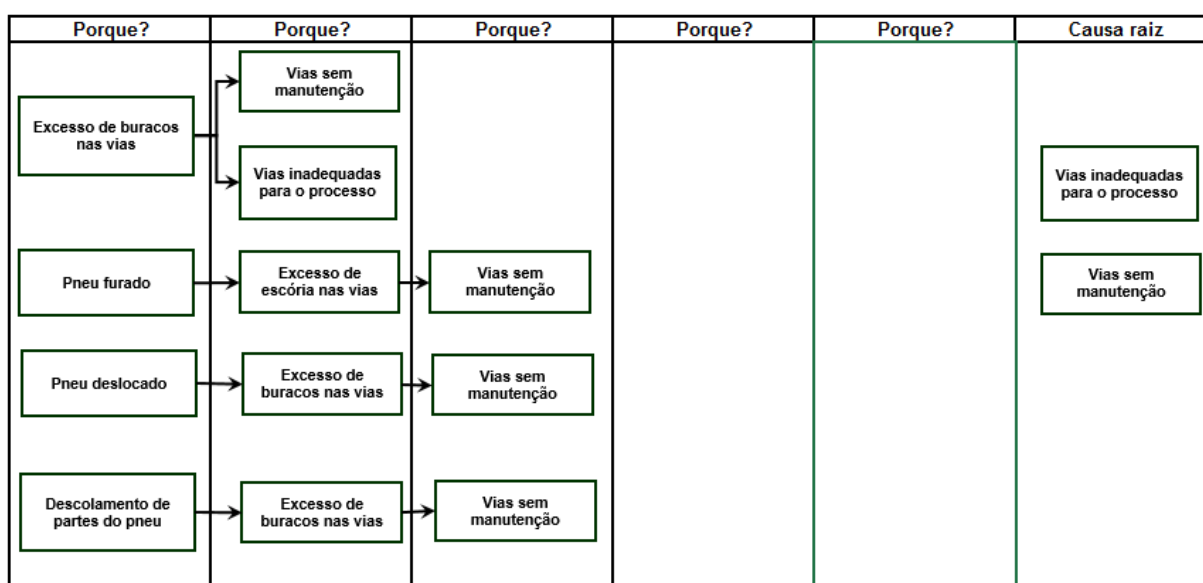 Porque?
Porque?
Porque?
Porque?
Porque?
Causa raiz
Excesso de buracos
nas vias
Vias sem
manutenção
Vias inadequadas
para o processo
Vias inadequadas
para o processo
Pneu furado
Excesso de
escória nas vias
Vias sem
manutenção
Vias sem
manutenção
Pneu deslocado
Excesso de
buracos nas vias
Vias sem
manutenção
Descolamento de
partes do pneu
Excesso de
buracos nas vias
Vias sem
manutenção